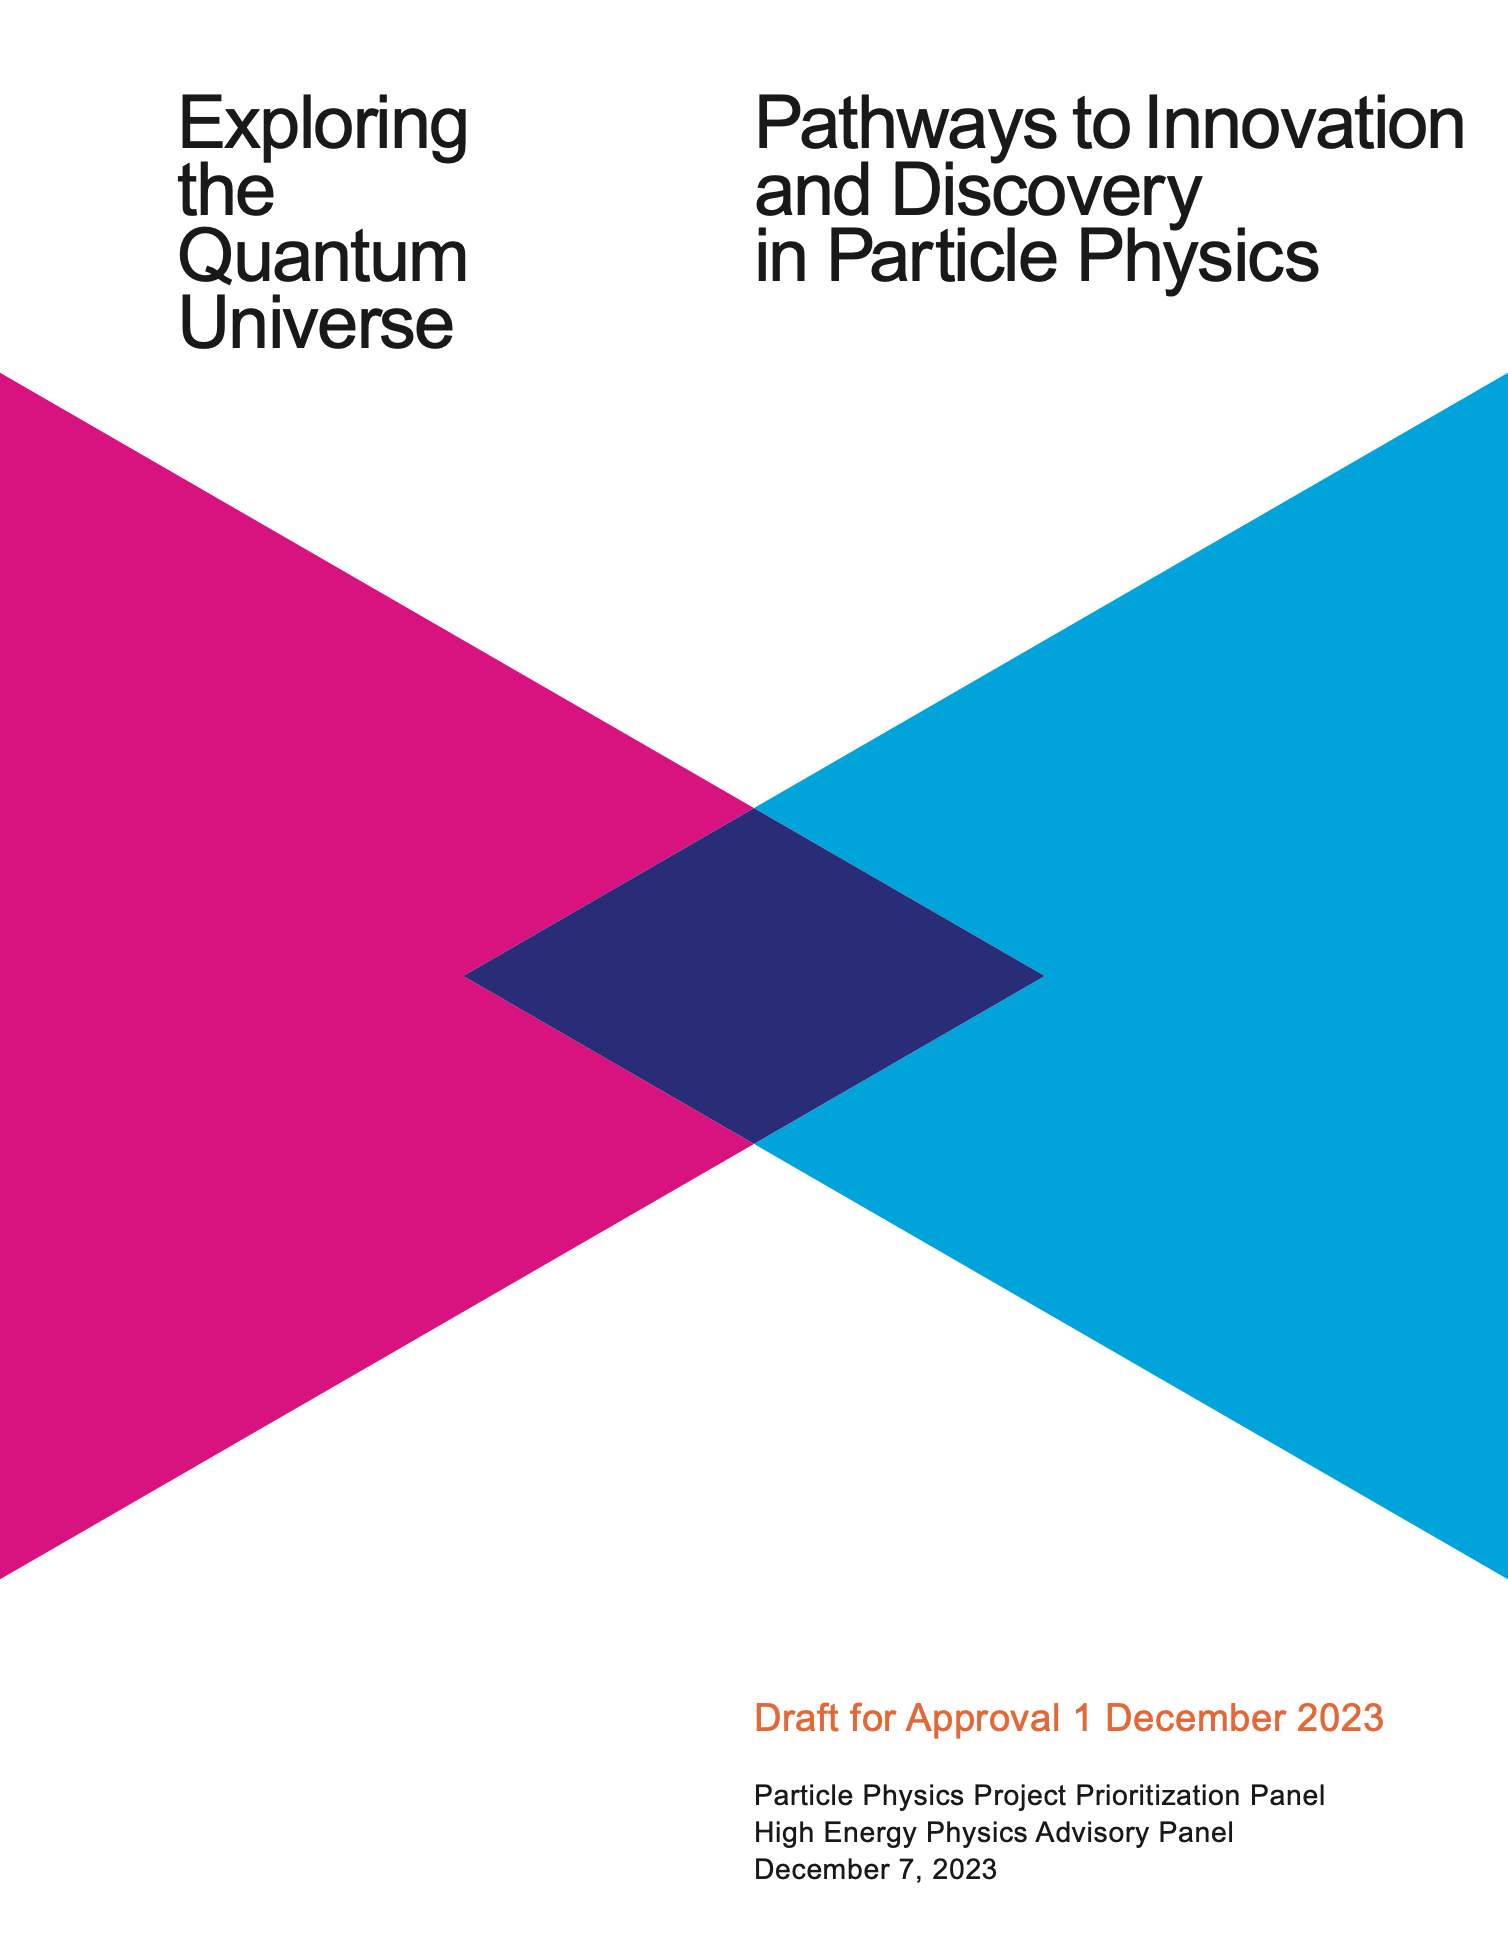 Exploring
the
Quantum
Universe
Pathways to Innovation
and Discovery
in Particle Physics
Draft for Approval 1 December 2023
Particle Physics Project Prioritization Panel
High Energy Physics Advisory Panel
December 7, 2023